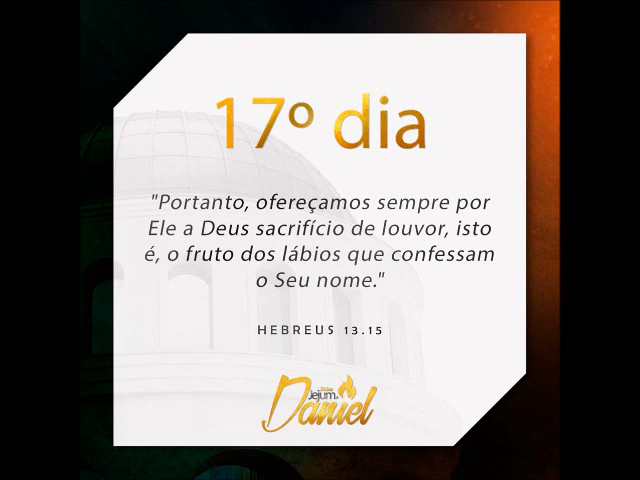 17º dia
"Portanto, ofereçamos sempre por
Ele a Deus sacrifício de louvor, isto
é, o fruto dos lábios que confessam
o Seu nome."
HEBREUS 13.15
Jejum de
Daniel